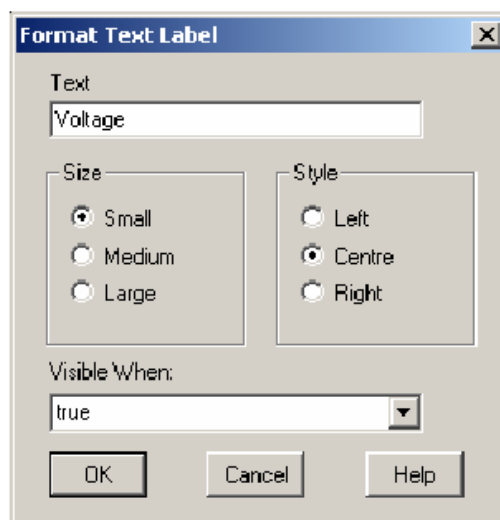 Format Text Label
Text
Voltage
Size
Style
Small
Left
Medium
Centre
Large
Right
Visible When:
true
OK Cancel Help